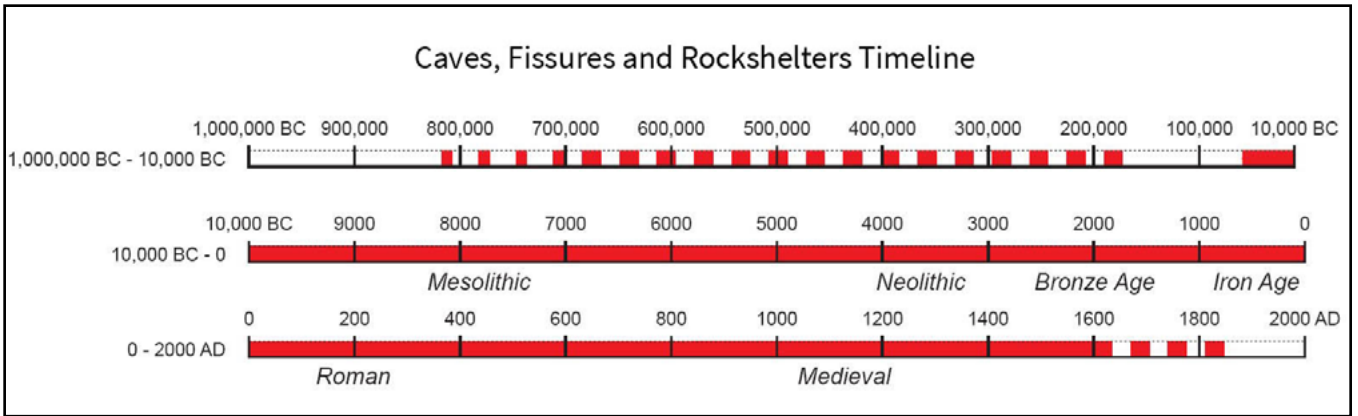 Caves, Fissures and Rockshelters Timeline
1,000,000 BC 900,000 800,000 700,000 600,000 500,000 400,000 300,000 200,000 100,000 10,000 BC
1,000,000 BC - 10,000 BC
10,000 BC 9000 8000 7000 6000 5000 4000 3000 2000 1000 0
10,000 BC - 0
Mesolithic Neolithic Bronze Age Iron Age
0 200 400 600 800 1000 1200 1400 1600 1800 2000 AD
0 - 2000 AD
Roman Medieval